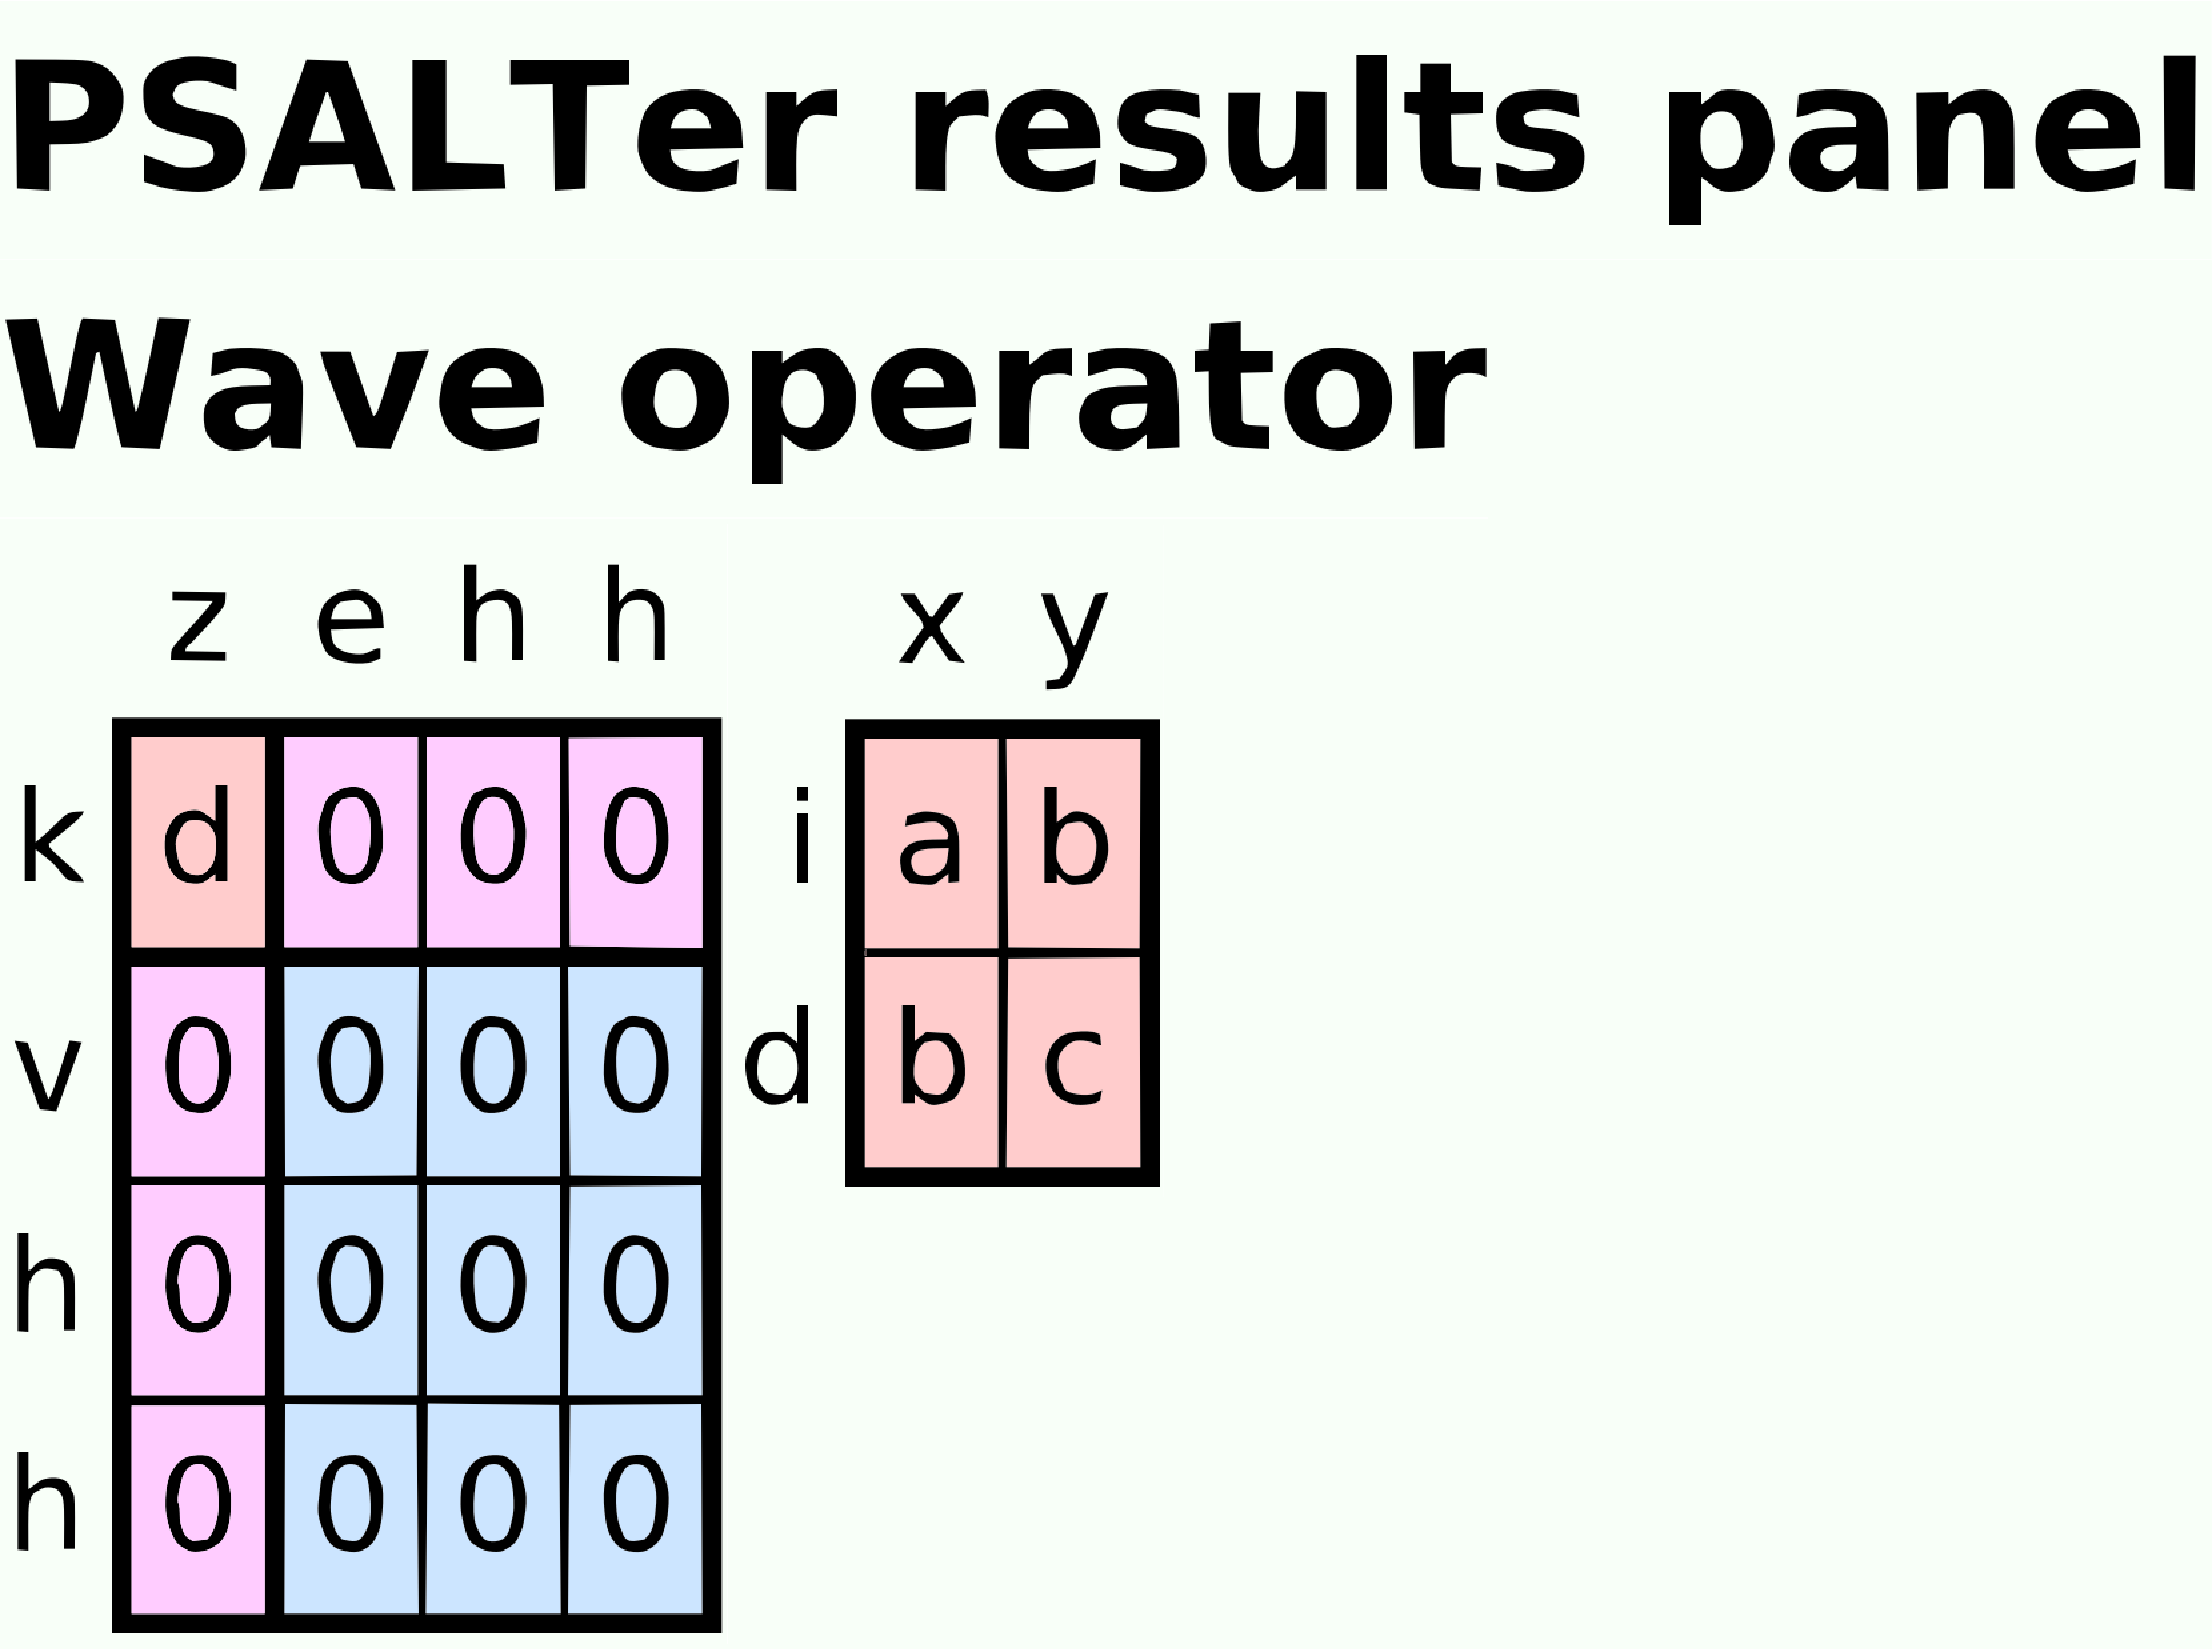 PSALTer results panel
Wave operator
z e h h x y
k d 0 0 0 i a b
v 0 0 0 0 d b c
h 0 0 0 0
h 0 0 0 0